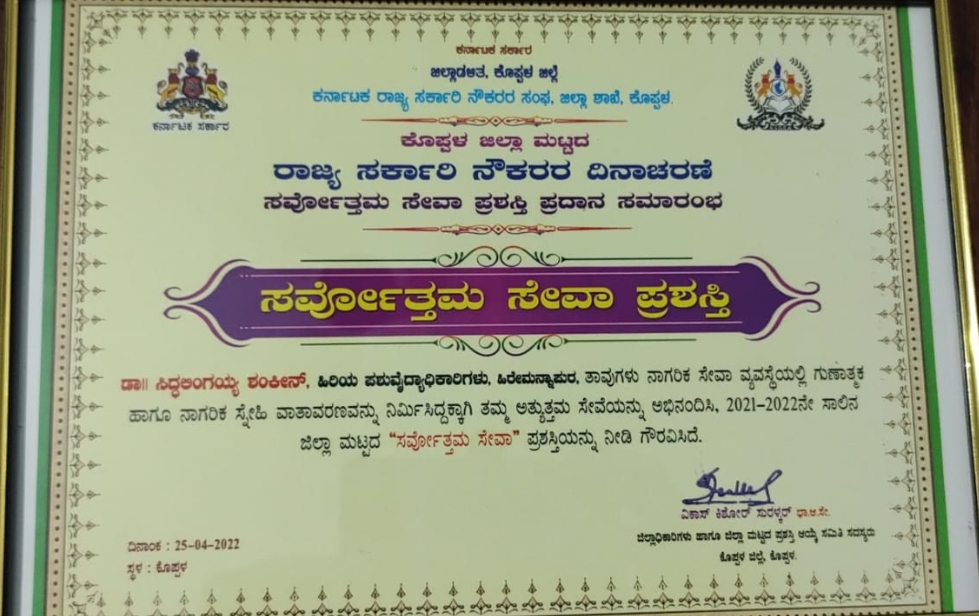 ಕರ್ನಾಟಕ ಸರ್ಕಾರ
ಜಿಲ್ಲಾಡಳಿತ, ಕೊಪ್ಪಳ ಜಿಲ್ಲೆ
ಕರ್ನಾಟಕ ರಾಜ್ಯ ಸರ್ಕಾರಿ ನೌಕರರ ಸಂಘ, ಜಿಲ್ಲಾ ಶಾಖೆ, ಕೊಪ್ಪಳ.
ಕರ್ನಾಟಕ ಸರ್ಕಾರ
ಕೊಪ್ಪಳ ಜಿಲ್ಲಾ ಮಟ್ಟದ
ರಾಜ್ಯ ಸರ್ಕಾರಿ ನೌಕರರ ದಿನಾಚರಣೆ
ಸರ್ವೋತ್ತಮ ಸೇವಾ ಪ್ರಶಸ್ತಿ ಪ್ರದಾನ ಸಮಾರಂಭ
ಸರ್ವೋತ್ತಮ ಸೇವಾ ಪ್ರಶಸ್ತಿ
ಡಾ॥ ಸಿದ್ಧಲಿಂಗಯ್ಯ ಶಂಕೀನ್, ಹಿರಿಯ ಪಶುವೈದ್ಯಾಧಿಕಾರಿಗಳು, ಹಿರೇಮನ್ನಾಪುರ, ತಾವುಗಳು ನಾಗರಿಕ ಸೇವಾ ವ್ಯವಸ್ಥೆಯಲ್ಲಿ ಗುಣಾತ್ಮಕ
ಹಾಗೂ ನಾಗರಿಕ ಸ್ನೇಹಿ ವಾತಾವರಣವನ್ನು ನಿರ್ಮಿಸಿದ್ದಕ್ಕಾಗಿ ತಮ್ಮ ಅತ್ಯುತ್ತಮ ಸೇವೆಯನ್ನು ಅಭಿನಂದಿಸಿ, 2021-2022ನೇ ಸಾಲಿನ
ಜಿಲ್ಲಾ ಮಟ್ಟದ "ಸರ್ವೋತ್ತಮ ಸೇವಾ" ಪ್ರಶಸ್ತಿಯನ್ನು ನೀಡಿ ಗೌರವಿಸಿದೆ.
ವಿಕಾಸ್ ಕಿಶೋರ್ ಸುರಳ್ಕರ್ ಭಾ.ಆ.ಸೇ.
ಜಿಲ್ಲಾಧಿಕಾರಿಗಳು ಹಾಗೂ ಜಿಲ್ಲಾ ಮಟ್ಟದ ಪ್ರಶಸ್ತಿ ಆಯ್ಕೆ ಸಮಿತಿ ಸದಸ್ಯರು
ಕೊಪ್ಪಳ ಜಿಲ್ಲೆ, ಕೊಪ್ಪಳ.
ದಿನಾಂಕ : 25-04-2022
ಸ್ಥಳ : ಕೊಪ್ಪಳ